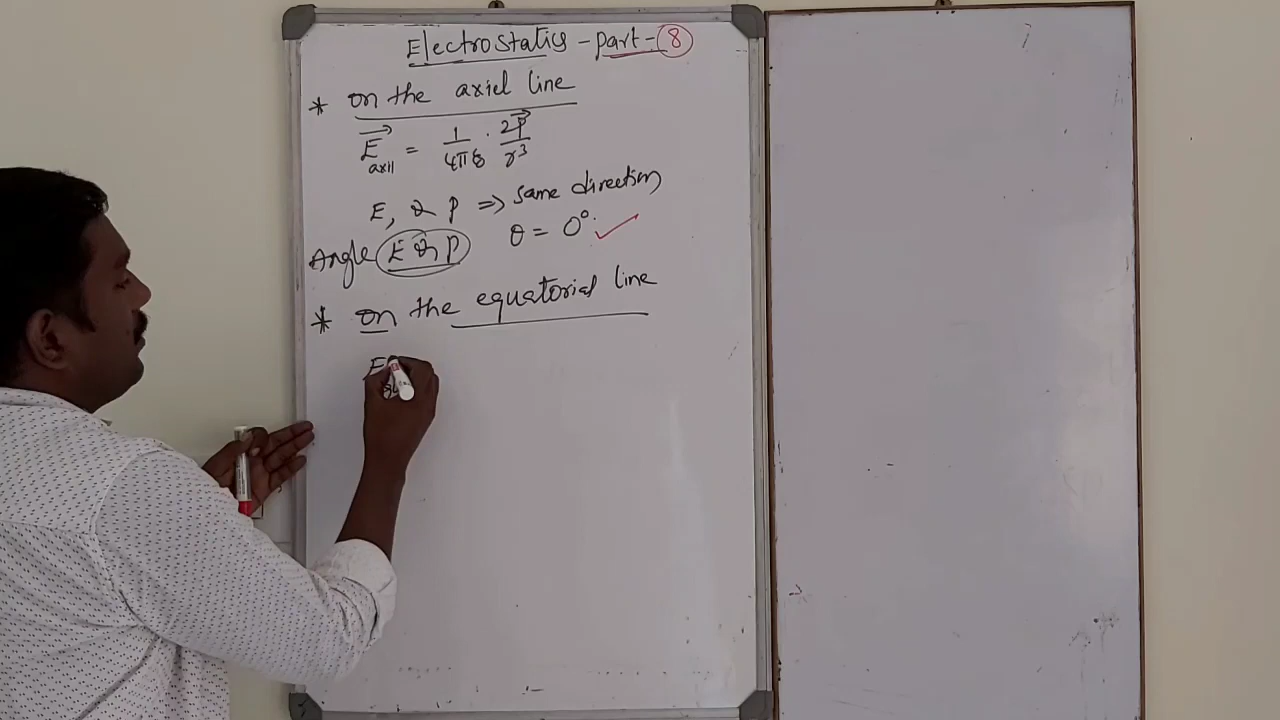 Electrostatics - part - 8
* on the axial line
E⃗ axial = 1/4πε₀ · 2p⃗/r³
E, & p ⇒ same direction
Angle E & p θ = 0° ✓
* on the equatorial line
E